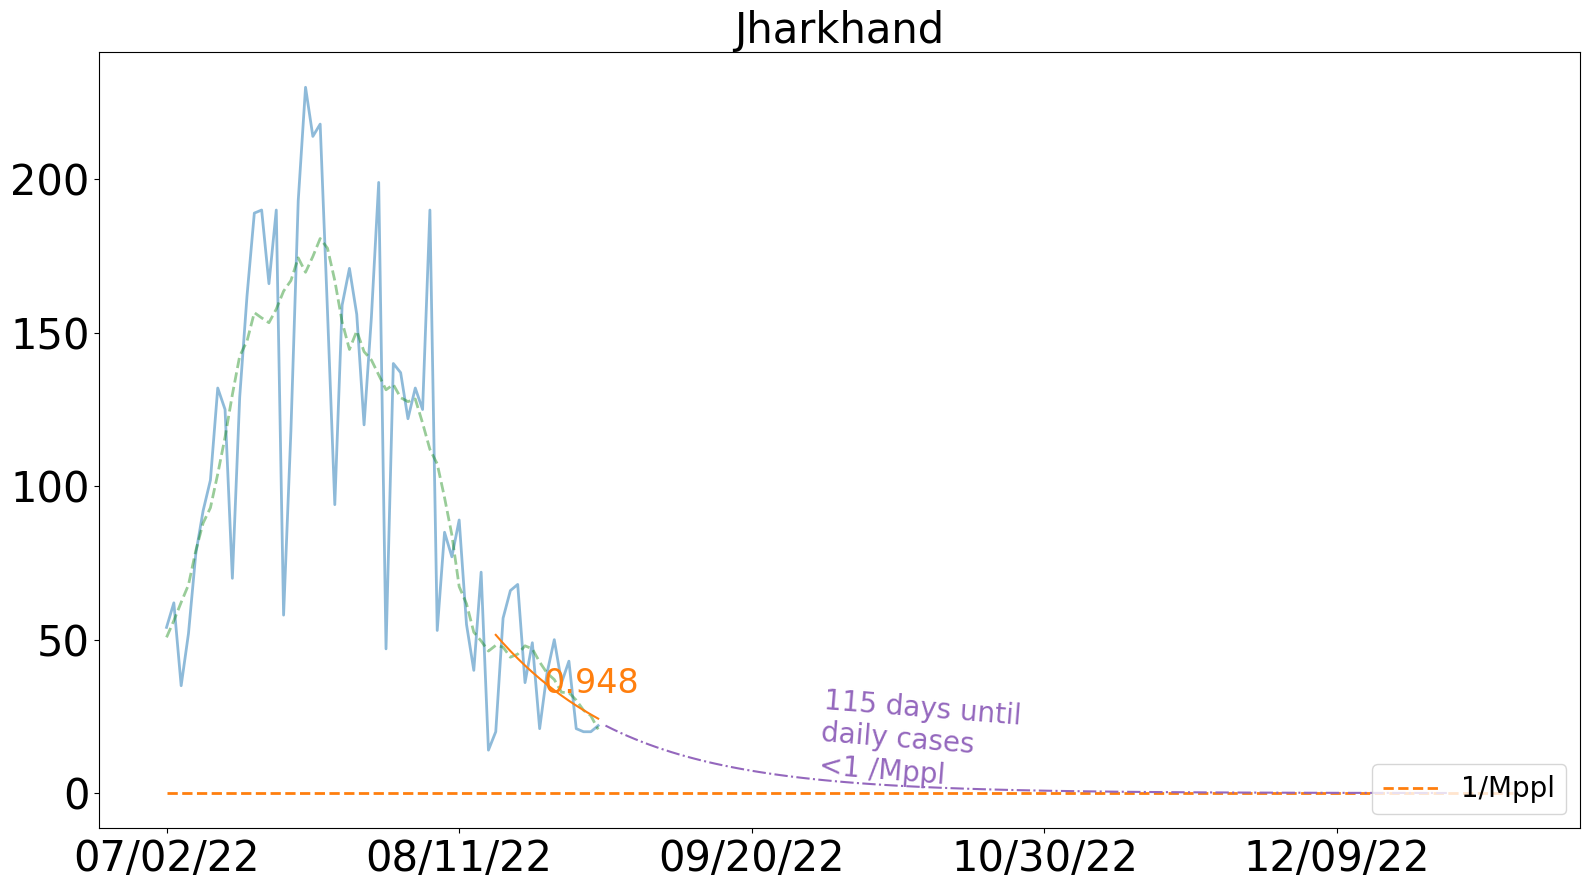 Jharkhand
200
150
100
50
0
0.948
115 days until
daily cases
<1 /Mppl
1/Mppl
07/02/22
08/11/22
09/20/22
10/30/22
12/09/22